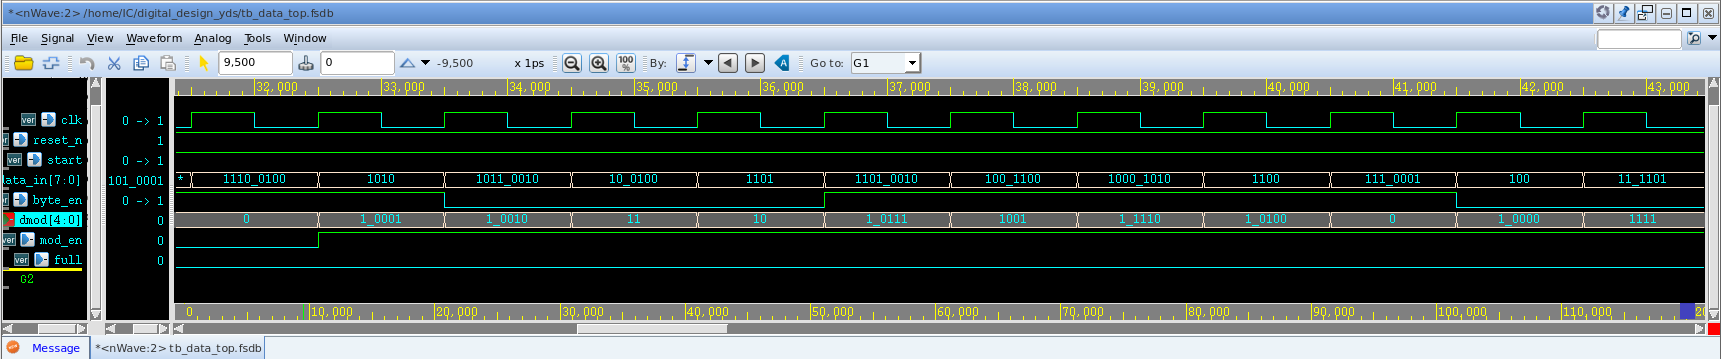 *<nWave:2> /home/IC/digital_design_yds/tb_data_top.fsdb
File Signal View Waveform Analog Tools Window
9,500 0 -9,500 x 1ps 100% By: Go to: G1
32,000 33,000 34,000 35,000 36,000 37,000 38,000 39,000 40,000 41,000 42,000 43,000
ver clk 0 -> 1
er reset_n 1
ver start 0 -> 1
ata_in[7:0] 101_0001 * 1110_0100 1010 1011_0010 10_0100 1101 1101_0010 100_1100 1000_1010 1100 111_0001 100 11_1101
er byte_en 0 -> 1
dmod[4:0] 0 0 1_0001 1_0010 11 10 1_0111 1001 1_1110 1_0100 0 1_0000 1111
ver mod_en 0
ver full 0
G2
0 10,000 20,000 30,000 40,000 50,000 60,000 70,000 80,000 90,000 100,000 110,000 20
Message *<nWave:2> tb_data_top.fsdb